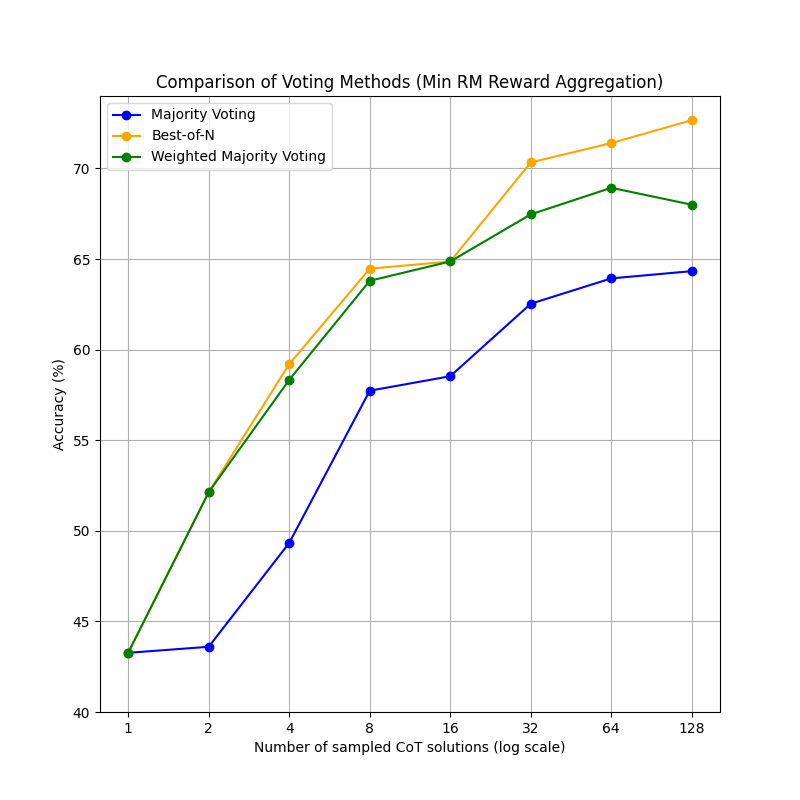 Comparison of Voting Methods (Min RM Reward Aggregation)
Majority Voting
Best-of-N
Weighted Majority Voting
Accuracy (%)
70
65
60
55
50
45
40
1 2 4 8 16 32 64 128
Number of sampled CoT solutions (log scale)